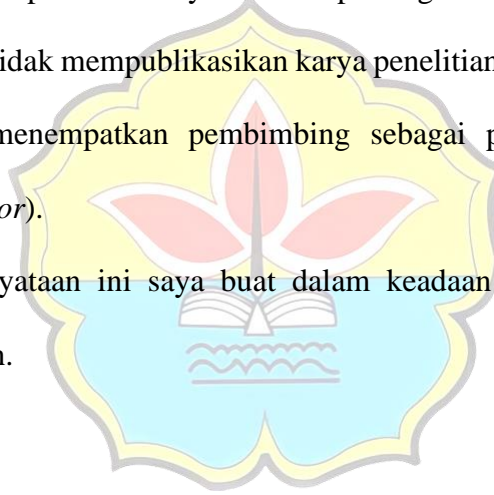 idak mempublikasikan karya penelitian
menempatkan pembimbing sebagai p
or).
yataan ini saya buat dalam keadaan
n.